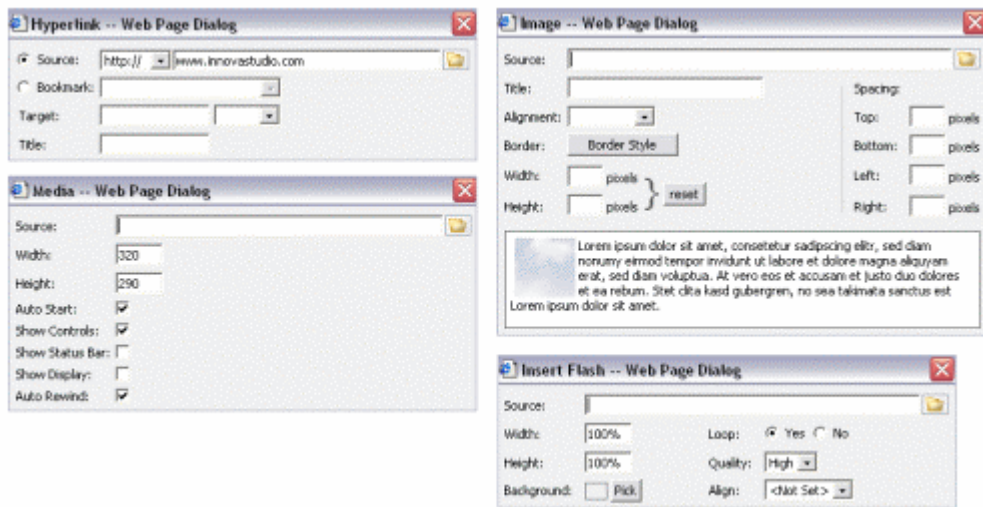 Hyperlink -- Web Page Dialog
Source: http:// www.innovastudio.com
Bookmark:
Target:
Title:
Media -- Web Page Dialog
Source:
Width: 320
Height: 290
Auto Start:
Show Controls:
Show Status Bar:
Show Display:
Auto Rewind:
Image -- Web Page Dialog
Source:
Title:
Spacing:
Alignment:
Top: pixels
Border: Border Style
Bottom: pixels
Width: pixels
Left: pixels
reset
Height: pixels
Right: pixels
Lorem ipsum dolor sit amet, consetetur sadipscing elitr, sed diam
nonumy eirmod tempor invidunt ut labore et dolore magna aliquyam
erat, sed diam voluptua. At vero eos et accusam et justo duo dolores
et ea rebum. Stet clita kasd gubergren, no sea takimata sanctus est
Lorem ipsum dolor sit amet.
Insert Flash -- Web Page Dialog
Source:
Width: 100% Loop: Yes No
Height: 100% Quality: High
Background: Pick Align: <Not Set>